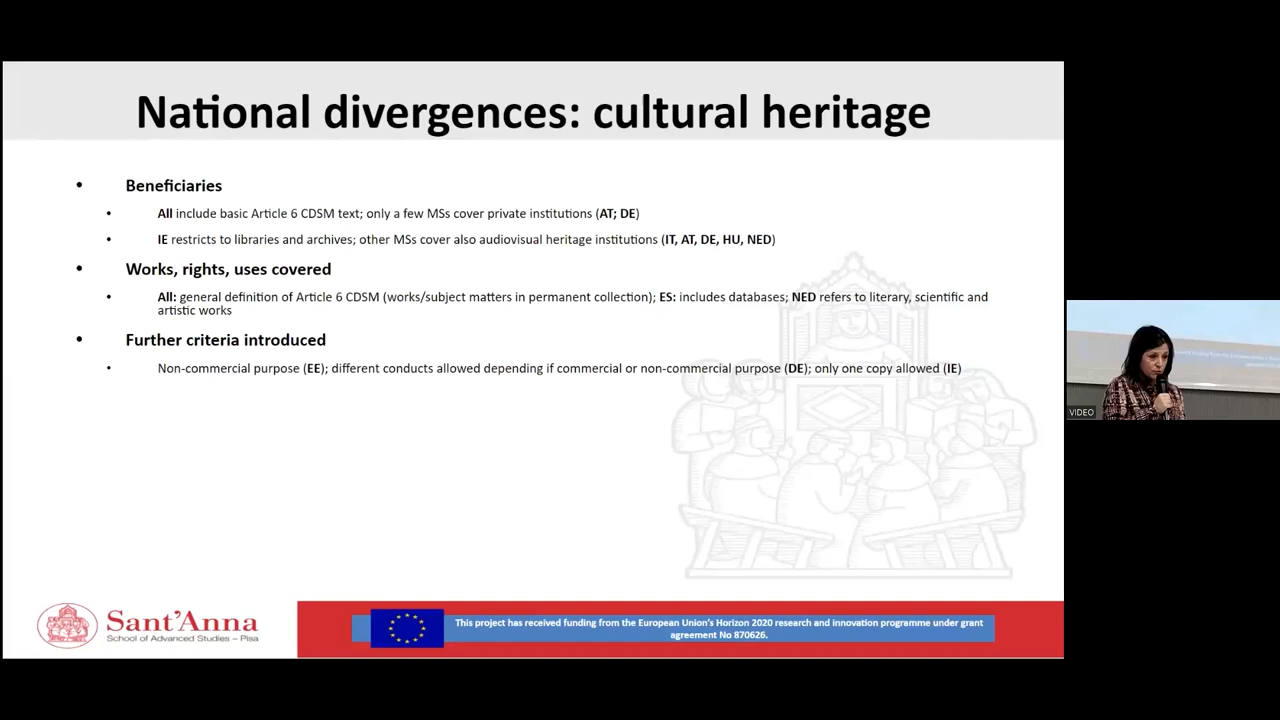 National divergences: cultural heritage
• Beneficiaries
• All include basic Article 6 CDSM text; only a few MSs cover private institutions (AT; DE)
• IE restricts to libraries and archives; other MSs cover also audiovisual heritage institutions (IT, AT, DE, HU, NED)
• Works, rights, uses covered
• All: general definition of Article 6 CDSM (works/subject matters in permanent collection); ES: includes databases; NED refers to literary, scientific and
artistic works
• Further criteria introduced
• Non-commercial purpose (EE); different conducts allowed depending if commercial or non-commercial purpose (DE); only one copy allowed (IE)
VIDEO
Sant'Anna
School of Advanced Studies – Pisa
This project has received funding from the European Union's Horizon 2020 research and innovation programme under grant
agreement No 870626.